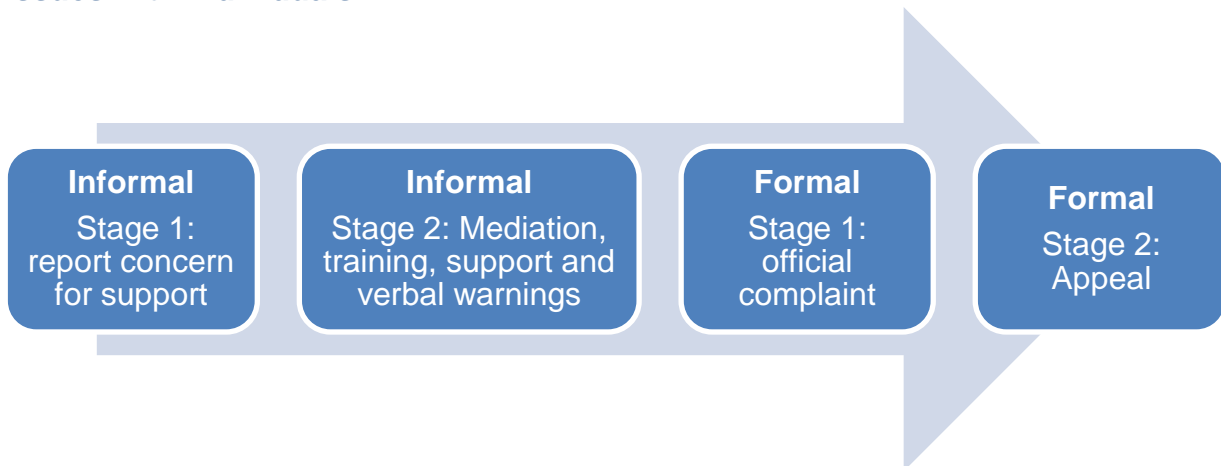 Informal
Stage 1:
report concern
for support
Informal
Stage 2: Mediation,
training, support and
verbal warnings
Formal
Stage 1:
official
complaint
Formal
Stage 2:
Appeal